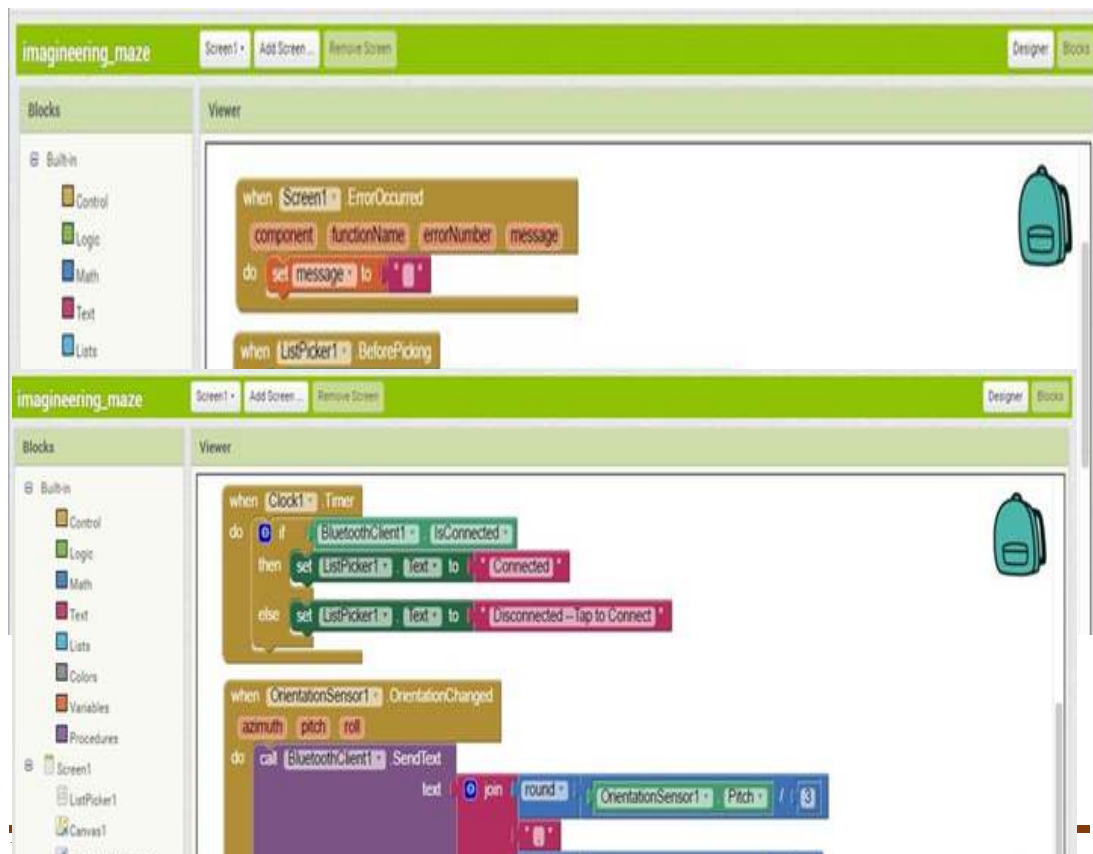 imagineering_maze Screen1 Add Screen ... Remove Screen Designer Blocks
Blocks Viewer
Built-in
Control
Logic
Math
Text
Lists
when Screen1 .ErrorOccurred
component functionName errorNumber message
do set message to " "
when ListPicker1 .BeforePicking
imagineering_maze Screen1 Add Screen ... Remove Screen Designer Blocks
Blocks Viewer
Built-in
Control
Logic
Math
Text
Lists
Colors
Variables
Procedures
Screen1
ListPicker1
Canvas1
when Clock1 .Timer
do if BluetoothClient1 . IsConnected
then set ListPicker1 . Text to " Connected "
else set ListPicker1 . Text to " Disconnected --Tap to Connect "
when OrientationSensor1 .OrientationChanged
azimuth pitch roll
do call BluetoothClient1 .SendText
text join round OrientationSensor1 . Pitch / 3